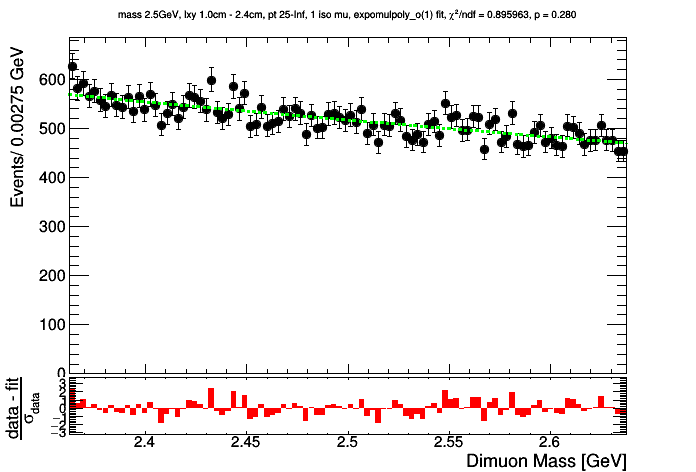 mass 2.5GeV, lxy 1.0cm - 2.4cm, pt 25-Inf, 1 iso mu, expomulpoly_o(1) fit, χ²/ndf = 0.895963, p = 0.280
Events/ 0.00275 GeV
600
500
400
300
200
100
0
data - fit
σdata
3
2
1
0
−1
−2
−3
2.4 2.45 2.5 2.55 2.6
Dimuon Mass [GeV]